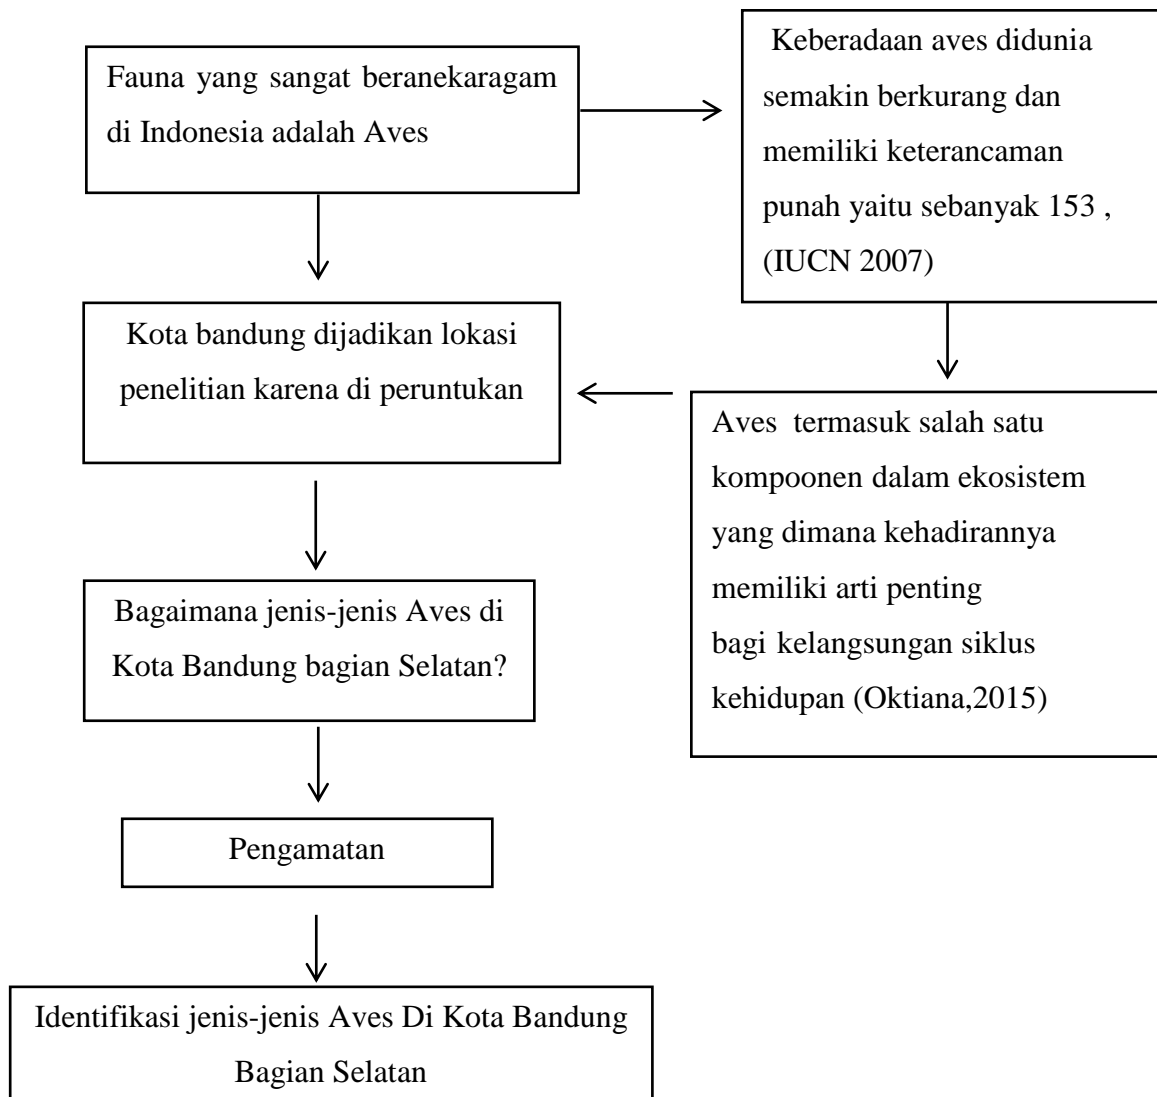 Fauna yang sangat beranekaragam
di Indonesia adalah Aves
Keberadaan aves didunia
semakin berkurang dan
memiliki keterancaman
punah yaitu sebanyak 153 ,
(IUCN 2007)
Kota bandung dijadikan lokasi
penelitian karena di peruntukan
Aves termasuk salah satu
kompoonen dalam ekosistem
yang dimana kehadirannya
memiliki arti penting
bagi kelangsungan siklus
kehidupan (Oktiana,2015)
Bagaimana jenis-jenis Aves di
Kota Bandung bagian Selatan?
Pengamatan
Identifikasi jenis-jenis Aves Di Kota Bandung
Bagian Selatan